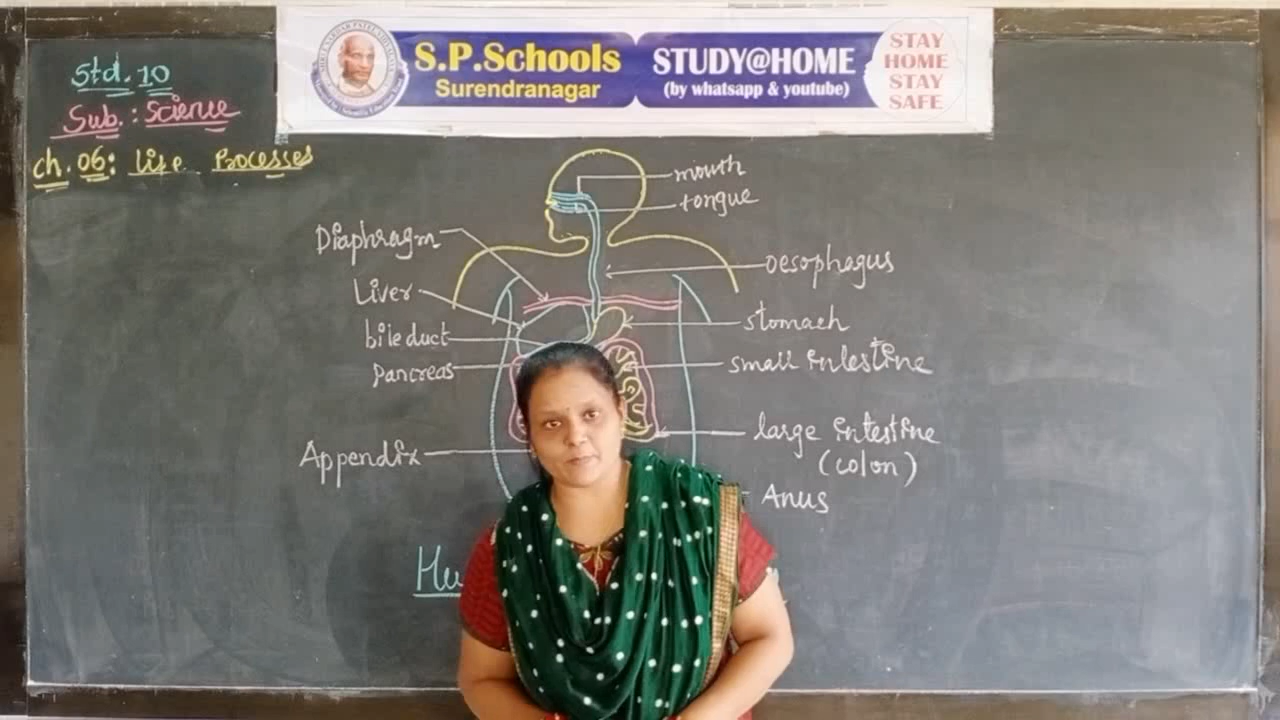 S.P.Schools
Surendranagar
STUDY@HOME
(by whatsapp & youtube)
STAY
HOME
STAY
SAFE
Std. 10
Sub. : Science
Ch. 06: Life Processes
mouth
tongue
Diaphragm
oesophagus
Liver
stomach
bile duct
small intestine
Pancreas
large intestine
(colon)
Appendix
Anus
Hu